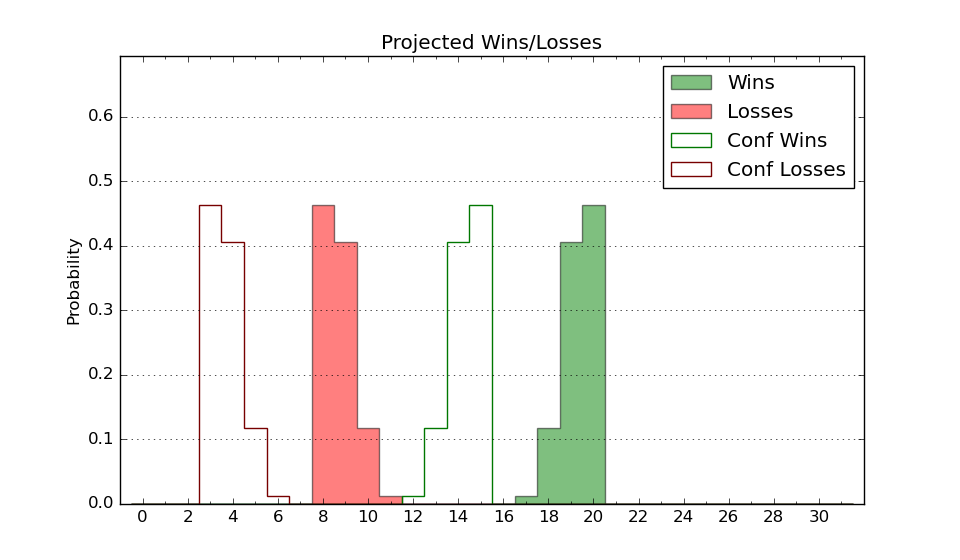 Projected Wins/Losses
Wins
Losses
Conf Wins
Conf Losses
Probability
0.6
0.5
0.4
0.3
0.2
0.1
0.0
0 2 4 6 8 10 12 14 16 18 20 22 24 26 28 30